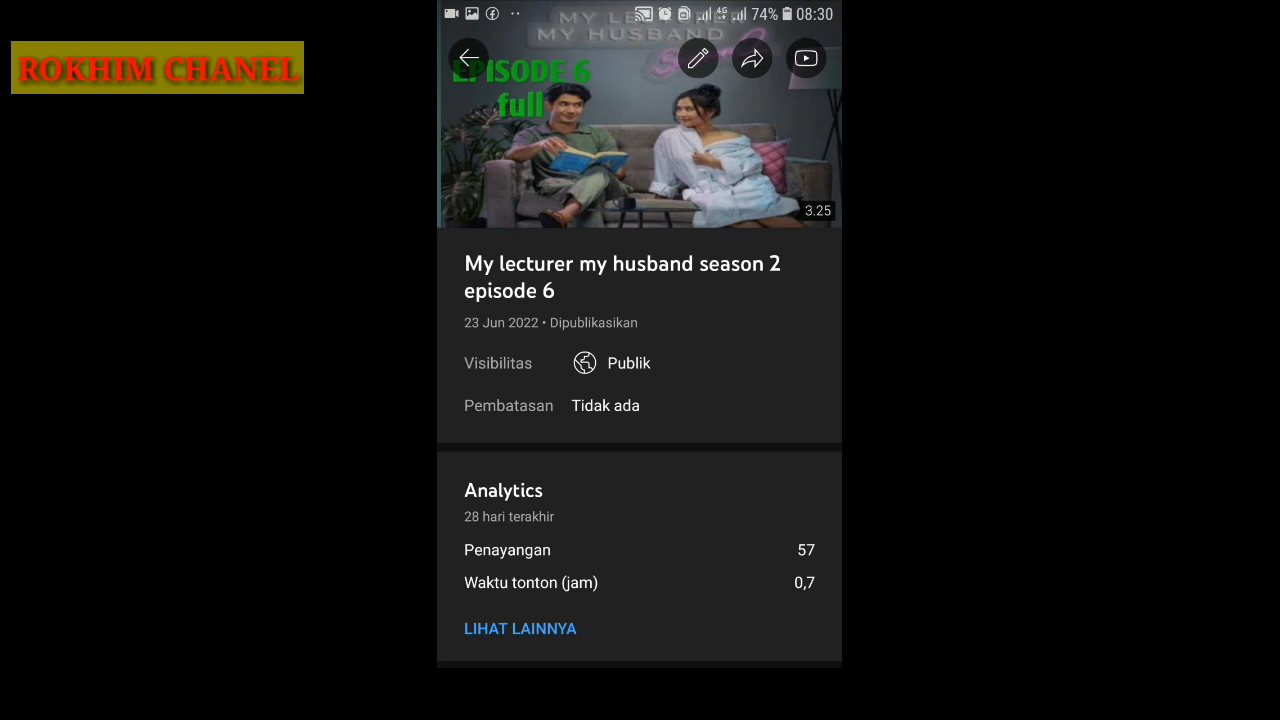 ROKHIM CHANEL
4G 74% 08:30
MY LECTURER
MY HUSBAND
EPISODE 6
full
3.25
My lecturer my husband season 2
episode 6
23 Jun 2022 • Dipublikasikan
Visibilitas Publik
Pembatasan Tidak ada
Analytics
28 hari terakhir
Penayangan 57
Waktu tonton (jam) 0,7
LIHAT LAINNYA